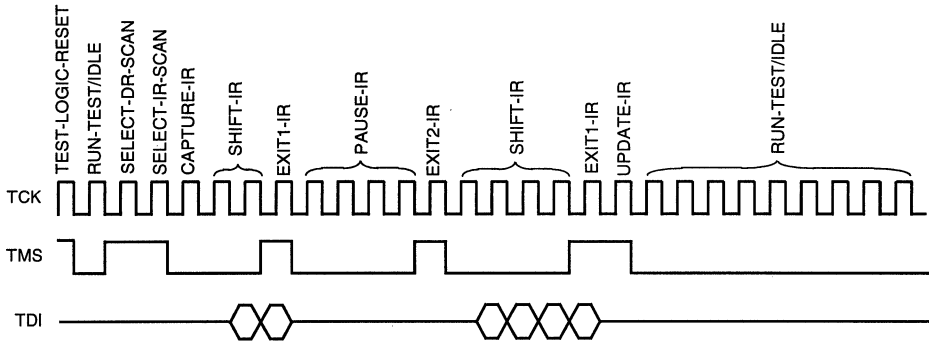 TEST-LOGIC-RESET
RUN-TEST/IDLE
SELECT-DR-SCAN
SELECT-IR-SCAN
CAPTURE-IR
SHIFT-IR
EXIT1-IR
PAUSE-IR
EXIT2-IR
SHIFT-IR
EXIT1-IR
UPDATE-IR
RUN-TEST/IDLE
TCK
TMS
TDI